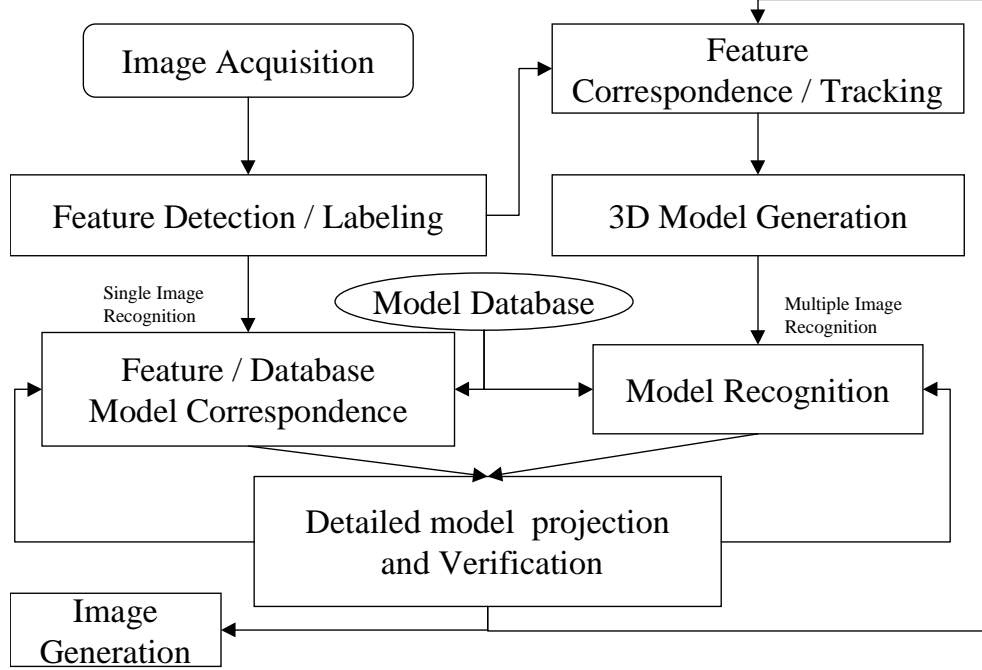 Image Acquisition
Feature
Correspondence / Tracking
Feature Detection / Labeling
3D Model Generation
Single Image
Recognition
Model Database
Multiple Image
Recognition
Feature / Database
Model Correspondence
Model Recognition
Detailed model projection
and Verification
Image
Generation